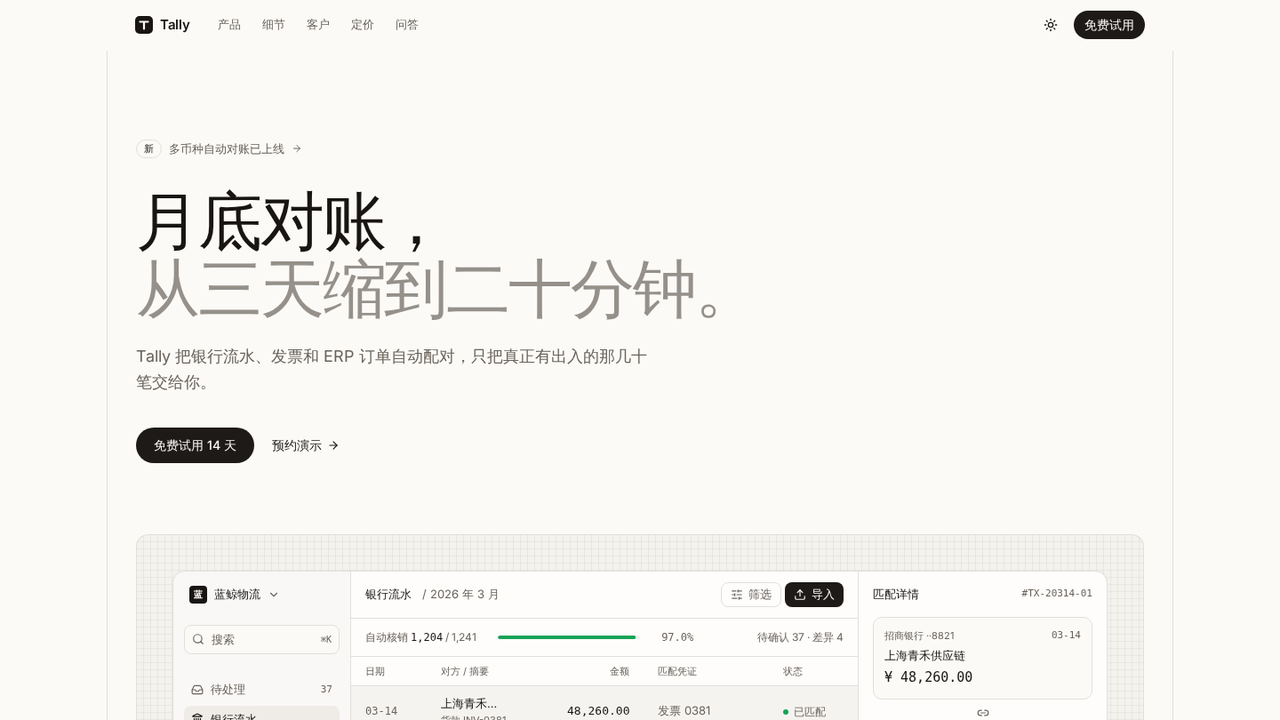 Tally 产品 细节 客户 定价 问答 免费试用
新 多币种自动对账已上线
月底对账，
从三天缩到二十分钟。
Tally 把银行流水、发票和 ERP 订单自动配对，只把真正有出入的那几十
笔交给你。
免费试用 14 天 预约演示
蓝 蓝鲸物流
搜索 ⌘K
待处理 37
银行流水
银行流水 / 2026 年 3 月 筛选 导入
自动核销 1,204 / 1,241 97.0% 待确认 37 · 差异 4
日期 对方 / 摘要 金额 匹配凭证 状态
03-14 上海青禾… 48,260.00 发票 0381 已匹配
货款 INV-0381
匹配详情 #TX-20314-01
招商银行 ··8821 03-14
上海青禾供应链
¥ 48,260.00